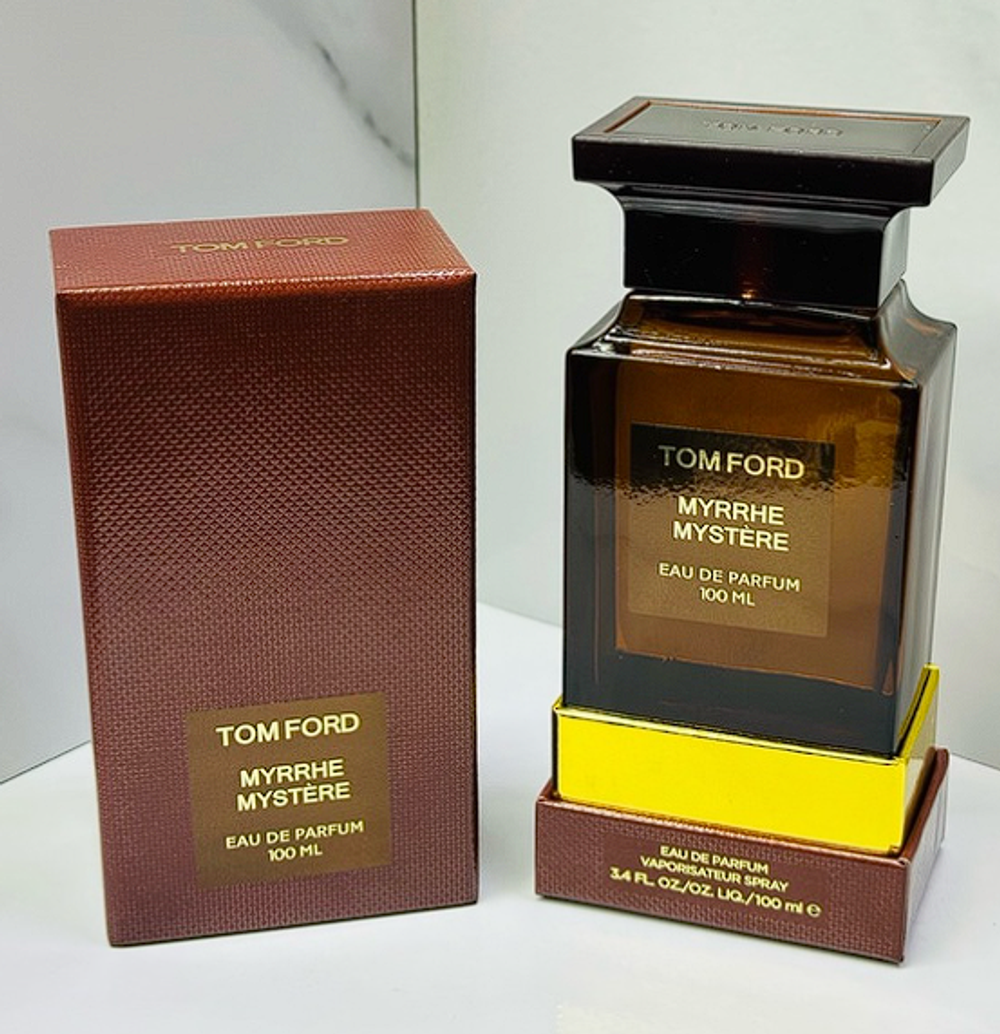 TOM FORD
TOM FORD
MYRRHE
MYSTÈRE
EAU DE PARFUM
100 ML
TOM FORD
TOM FORD
MYRRHE
MYSTÈRE
EAU DE PARFUM
100 ML
EAU DE PARFUM
VAPORISATEUR SPRAY
3.4 FL. OZ./OZ. LIQ./100 ml ℮